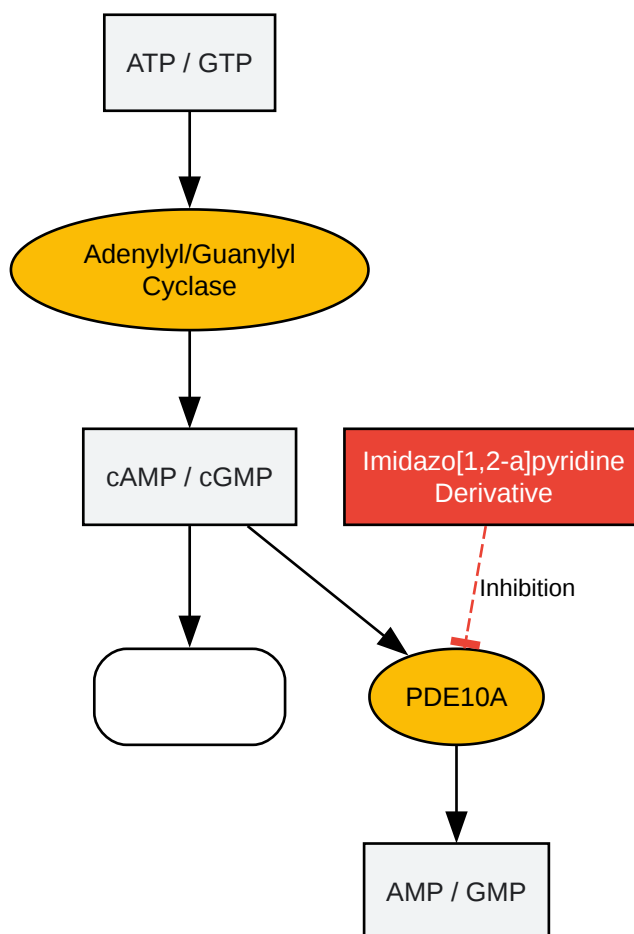 ATP / GTP
Adenylyl/Guanylyl
Cyclase
cAMP / cGMP
Imidazo[1,2-a]pyridine
Derivative
Inhibition
PDE10A
AMP / GMP